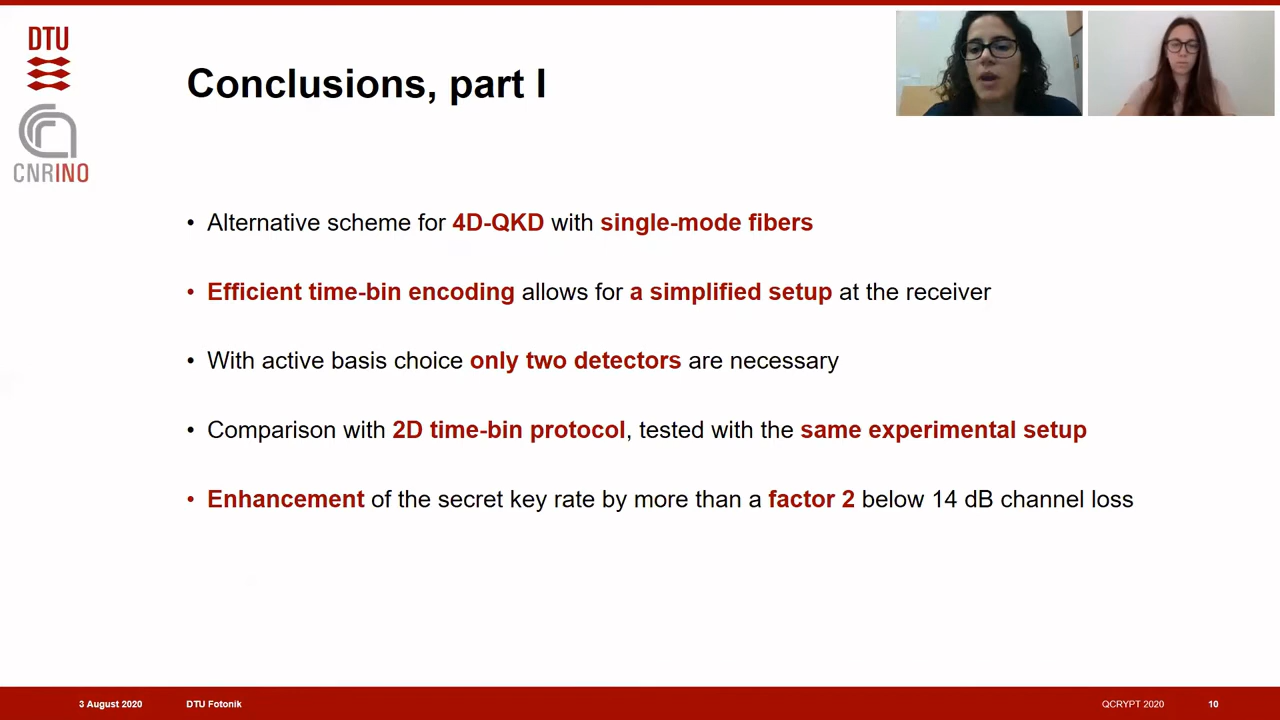 DTU
CNRINO
Conclusions, part I
• Alternative scheme for 4D-QKD with single-mode fibers
• Efficient time-bin encoding allows for a simplified setup at the receiver
• With active basis choice only two detectors are necessary
• Comparison with 2D time-bin protocol, tested with the same experimental setup
• Enhancement of the secret key rate by more than a factor 2 below 14 dB channel loss
3 August 2020 DTU Fotonik QCRYPT 2020 10